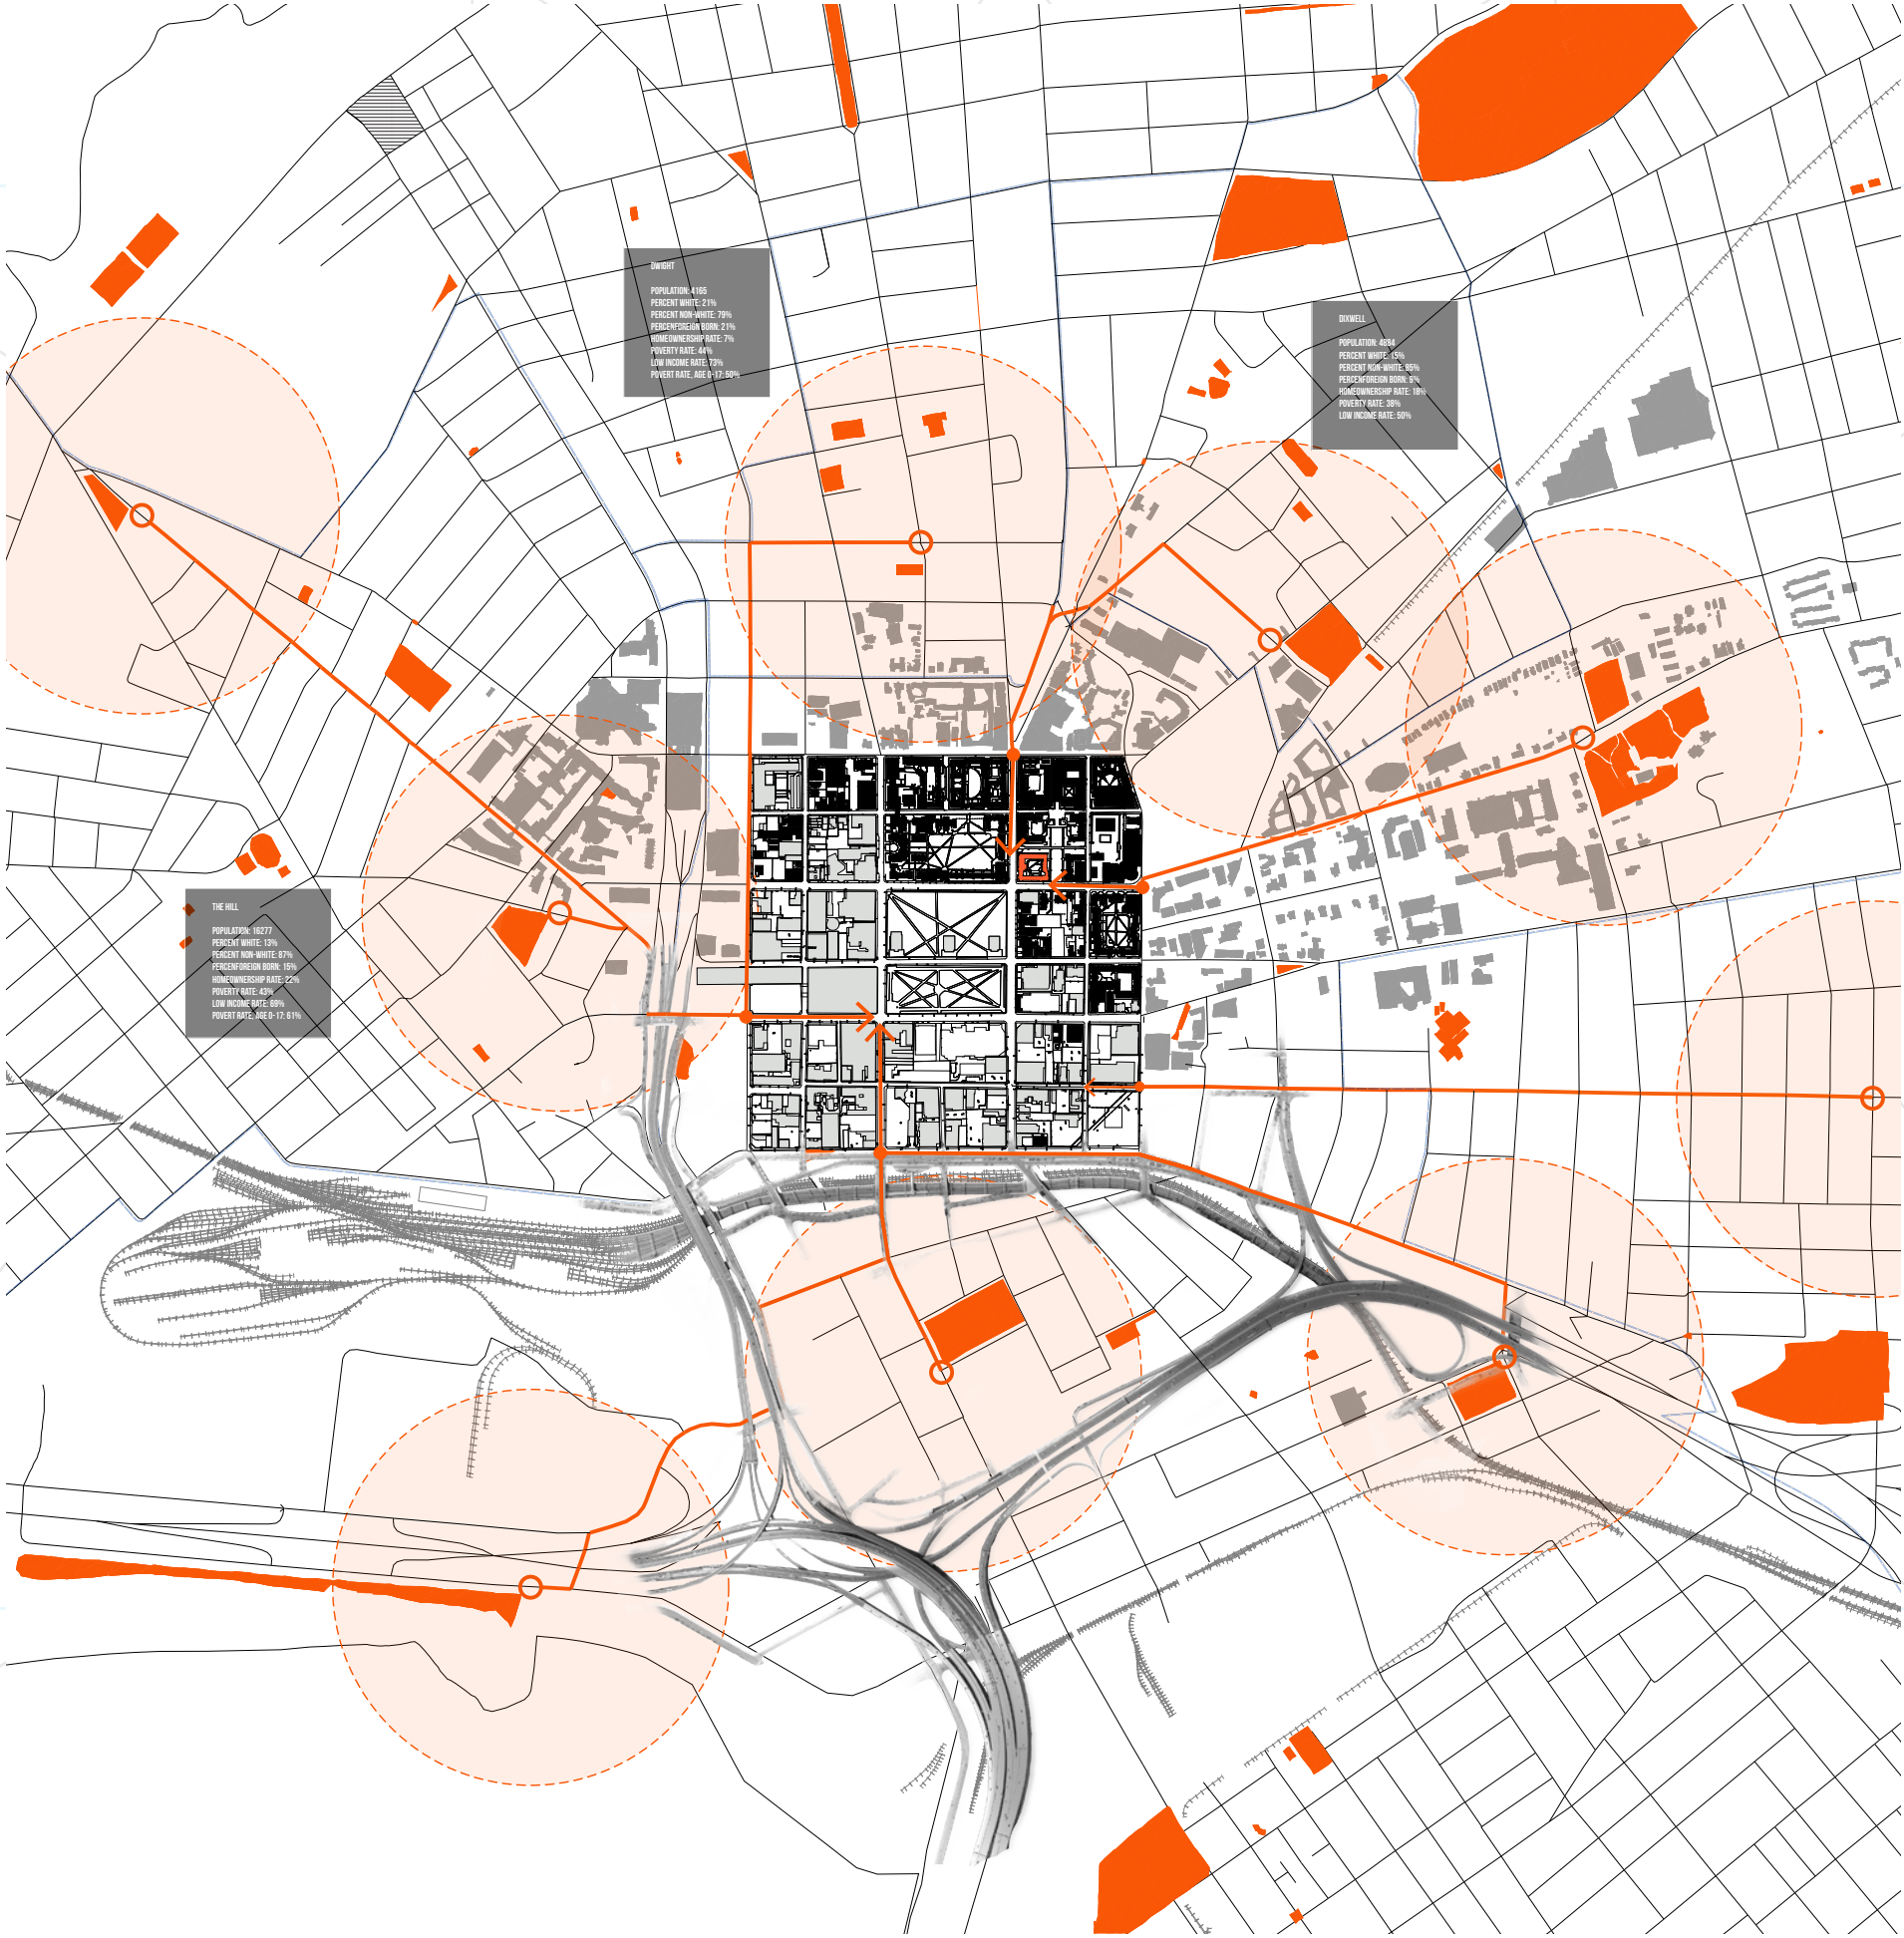 DWIGHT
POPULATION: 4165
PERCENT WHITE: 21%
PERCENT NON-WHITE: 79%
PERCENFOREIGN BORN: 21%
HOMEOWNERSHIP RATE: 7%
POVERTY RATE: 44%
LOW INCOME RATE: 73%
POVERT RATE, AGE 0-17: 50%
DIXWELL
POPULATION: 4884
PERCENT WHITE: 15%
PERCENT NON-WHITE: 85%
PERCENFOREIGN BORN: 5%
HOMEOWNERSHIP RATE: 18%
POVERTY RATE: 38%
LOW INCOME RATE: 50%
THE HILL
POPULATION: 16277
PERCENT WHITE: 13%
PERCENT NON-WHITE: 87%
PERCENFOREIGN BORN: 15%
HOMEOWNERSHIP RATE: 22%
POVERTY RATE: 43%
LOW INCOME RATE: 69%
POVERT RATE, AGE 0-17: 61%